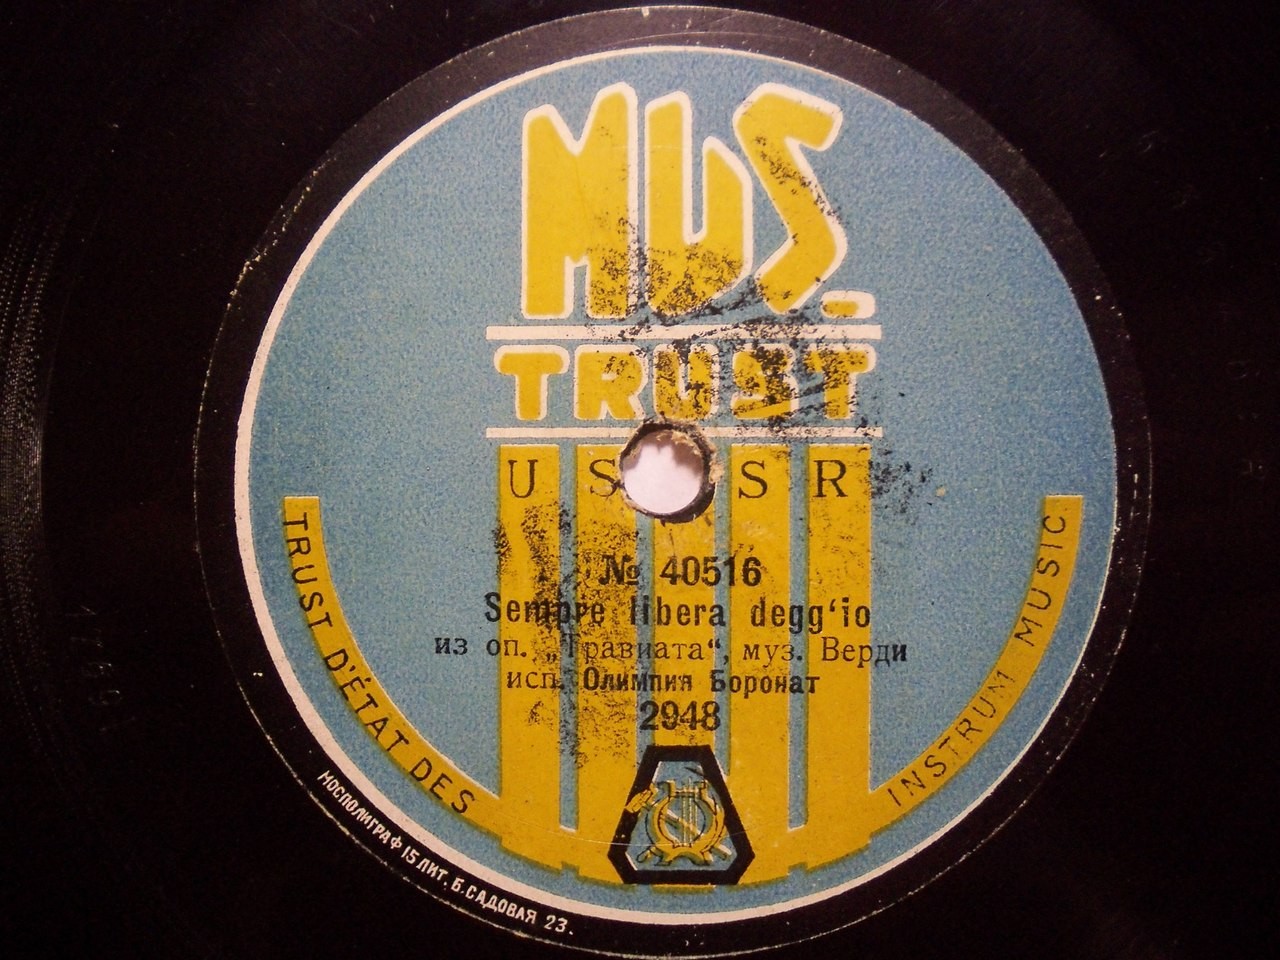 MUS.
TRUST
U S S R
№ 40516
Sempre libera degg‘io
из оп. „Травиата“, муз. Верди
исп. Олимпия Боронат
2948
TRUST D'ÉTAT DES
INSTRUM MUSIC
МОСПОЛИГРАФ 15 ЛИТ. Б. САДОВАЯ 23.